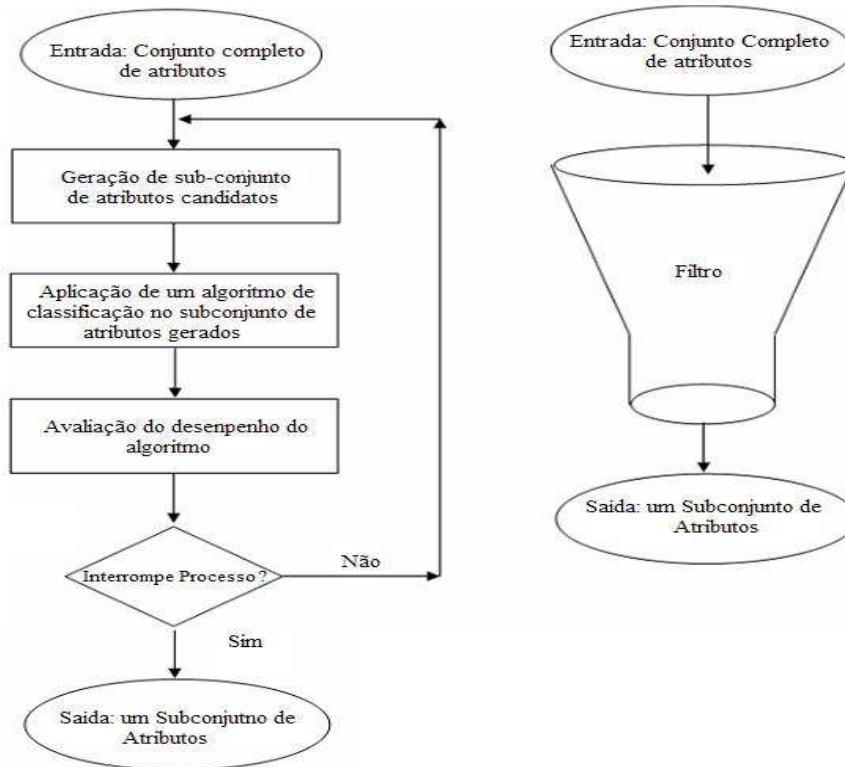 Entrada: Conjunto completo
de atributos
Geração de sub-conjunto
de atributos candidatos
Aplicação de um algoritmo de
classificação no subconjunto de
atributos gerados
Avaliação do desenpenho do
algoritmo
Interrompe Processo?
Não
Sim
Saida: um Subconjutno de
Atributos
Entrada: Conjunto Completo
de atributos
Filtro
Saida: um Subconjunto de
Atributos